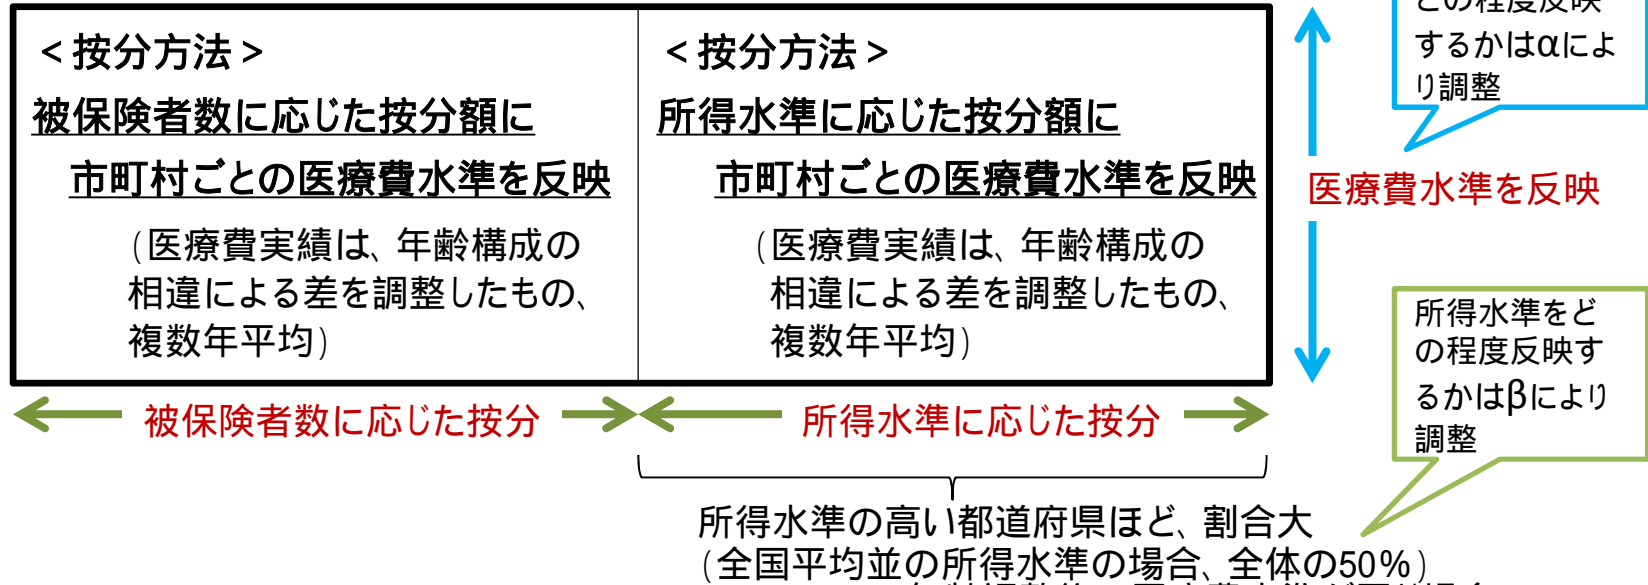 ＜按分方法＞
被保険者数に応じた按分額に
市町村ごとの医療費水準を反映
（医療費実績は、年齢構成の
相違による差を調整したもの、
複数年平均）
＜按分方法＞
所得水準に応じた按分額に
市町村ごとの医療費水準を反映
（医療費実績は、年齢構成の
相違による差を調整したもの、
複数年平均）
どの程度反映
するかはαによ
り調整
医療費水準を反映
所得水準をど
の程度反映す
るかはβにより
調整
被保険者数に応じた按分
所得水準に応じた按分
所得水準の高い都道府県ほど、割合大
（全国平均並の所得水準の場合、全体の50％）